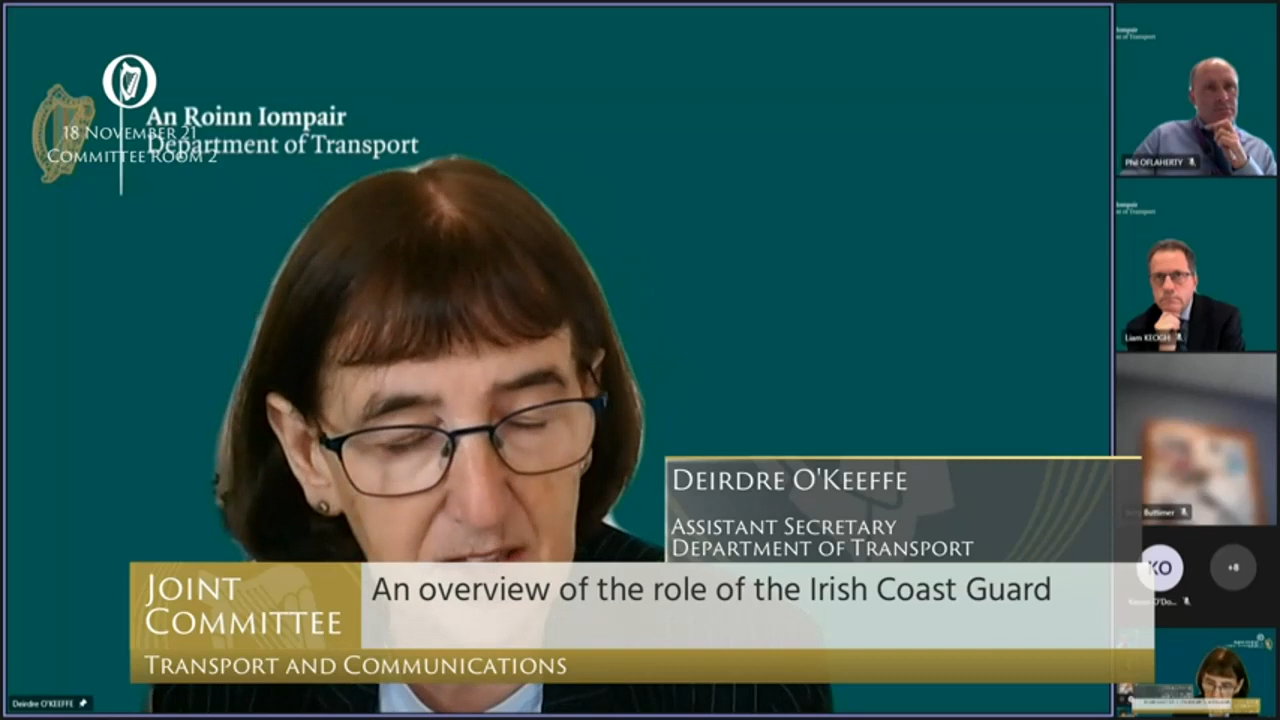 An Roinn Iompair
Department of Transport
18 November 21
Committee Room 2
Deirdre O'Keeffe
Assistant Secretary
Department of Transport
Joint
Committee
An overview of the role of the Irish Coast Guard
Transport and Communications
Deirdre O'KEEFFE
Phil OFLAHERTY
Liam KEOGH
Buttimer
KO
+8